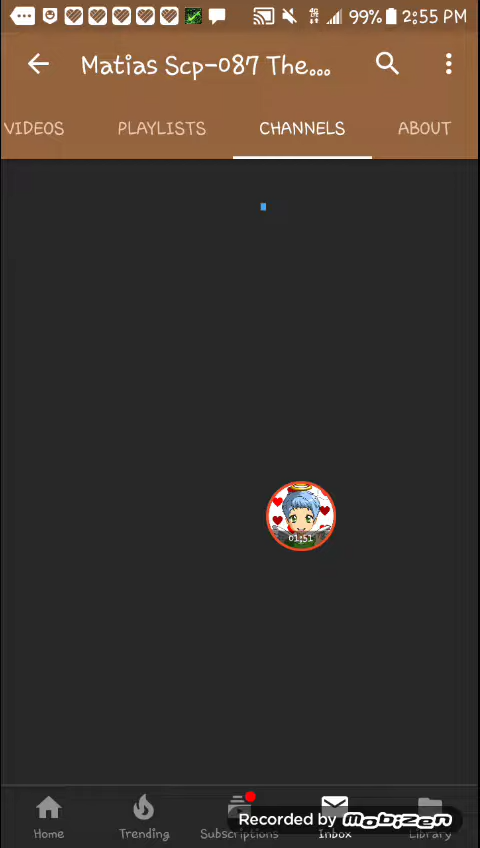 99% 2:55 PM
Matias Scp-087 The...
VIDEOS PLAYLISTS CHANNELS ABOUT
01:51
Home Trending Subscriptions Inbox Library
Recorded by mobizen